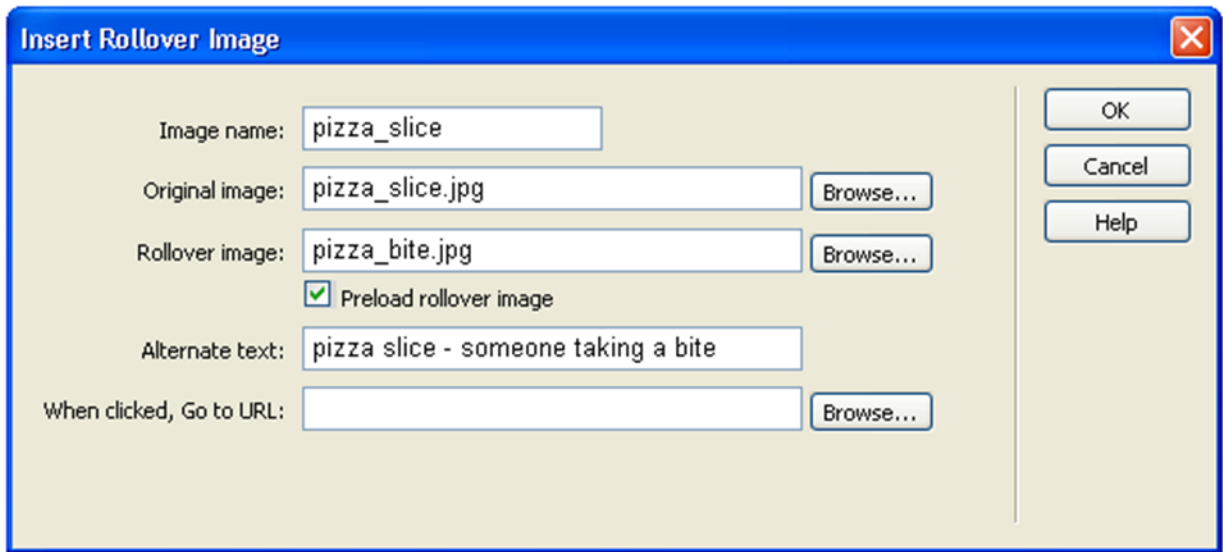 Insert Rollover Image
Image name: pizza_slice
Original image: pizza_slice.jpg Browse...
Rollover image: pizza_bite.jpg Browse...
Preload rollover image
Alternate text: pizza slice - someone taking a bite
When clicked, Go to URL: Browse...
OK
Cancel
Help